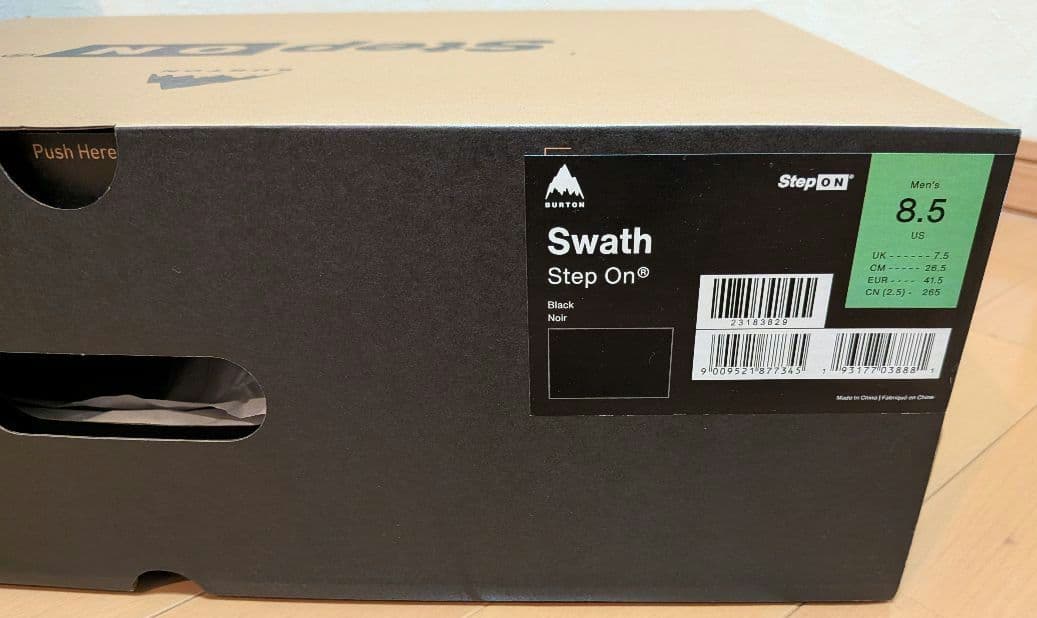 Step ON
BURTON
Push Here
BURTON
StepON®
Swath
Step On®
Black
Noir
Men's
8.5
US
UK ------ 7.5
CM ----- 26.5
EUR ---- 41.5
CN (2.5) - 265
23183829
9 009521 877345
1 93177 03888 1
Made in China | Fabriqué en Chine